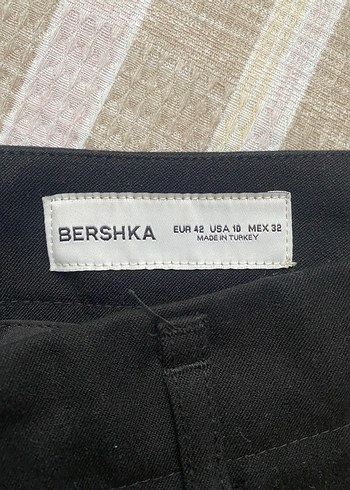 BERSHKA
EUR 42 USA 10 MEX 32
MADE IN TURKEY